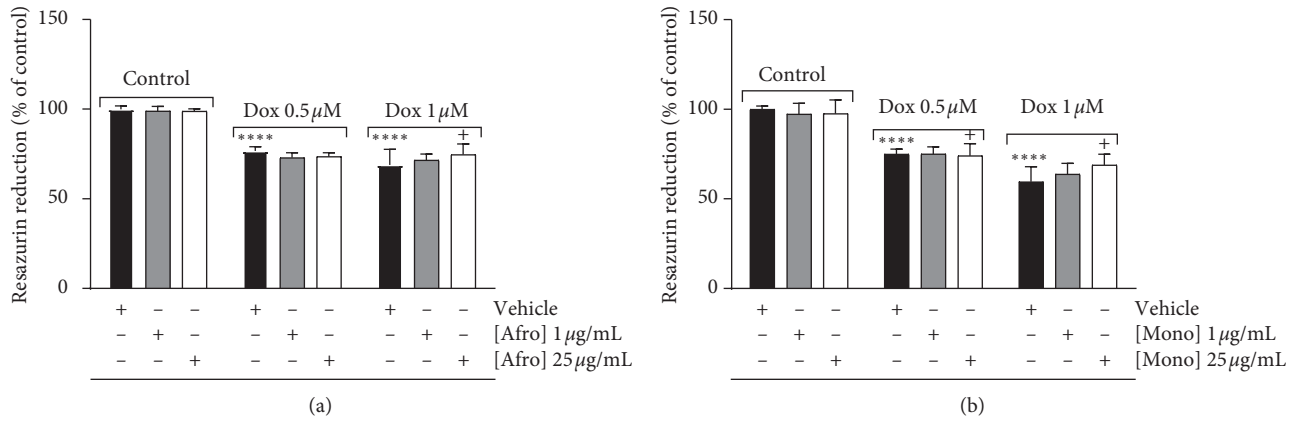 150
100
50
0
Resazurin reduction (% of control)
Control
Dox 0.5 μM
Dox 1 μM
****
****
+
+ – – + – – + – – Vehicle
– + – – + – – + – [Afro] 1 μg/mL
– – + – – + – – + [Afro] 25 μg/mL
(a)
150
100
50
0
Resazurin reduction (% of control)
Control
Dox 0.5 μM
Dox 1 μM
****
+
****
+
+ – – + – – + – – Vehicle
– + – – + – – + – [Mono] 1 μg/mL
– – + – – + – – + [Mono] 25 μg/mL
(b)